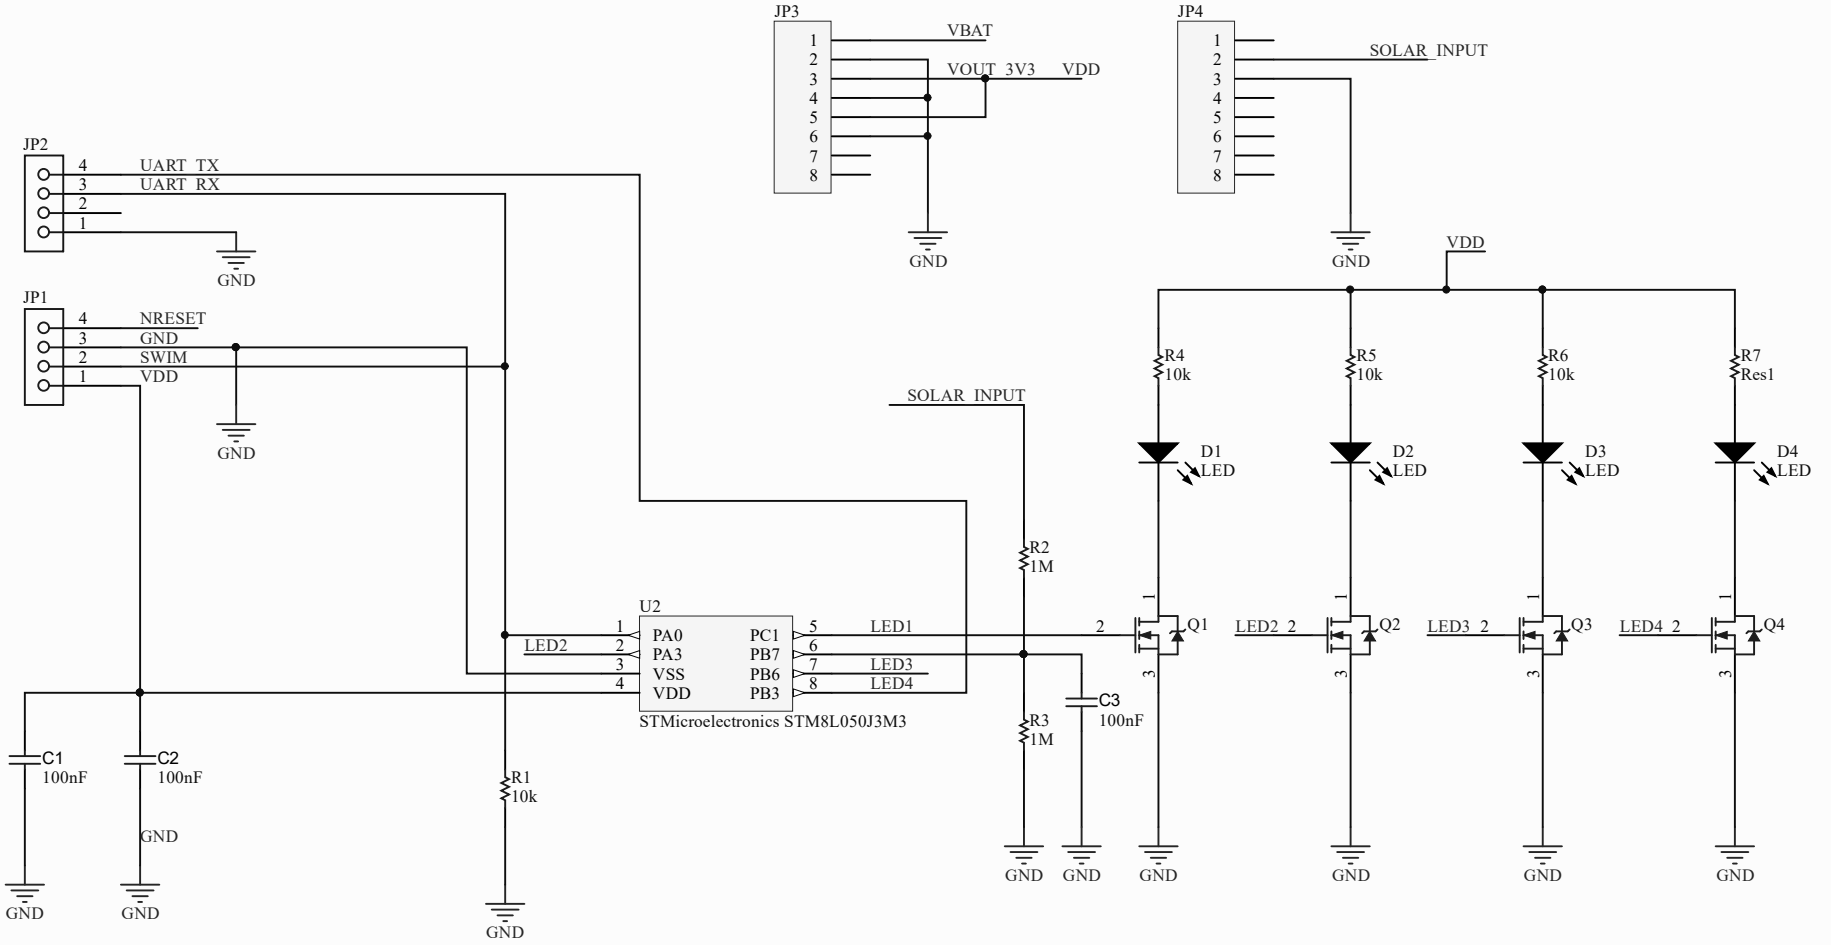 JP3
1 VBAT
2
3 VOUT_3V3 VDD
4
5
6
7
8
GND
JP4
1
2 SOLAR_INPUT
3
4
5
6
7
8
GND
JP2
4 UART_TX
3 UART_RX
2
1
GND
JP1
4 NRESET
3 GND
2 SWIM
1 VDD
GND
C1
100nF
GND
C2
100nF
GND
GND
R1
10k
GND
U2
1 PA0 PC1 5 LED1
LED2 2 PA3 PB7 6
3 VSS PB6 7 LED3
4 VDD PB3 8 LED4
STMicroelectronics STM8L050J3M3
SOLAR_INPUT
R2
1M
R3
1M
GND
C3
100nF
GND
VDD
R4
10k
D1
LED
1
2 Q1
3
GND
R5
10k
D2
LED
1
LED2 2 Q2
3
GND
R6
10k
D3
LED
1
LED3 2 Q3
3
GND
R7
Res1
D4
LED
1
LED4 2 Q4
3
GND